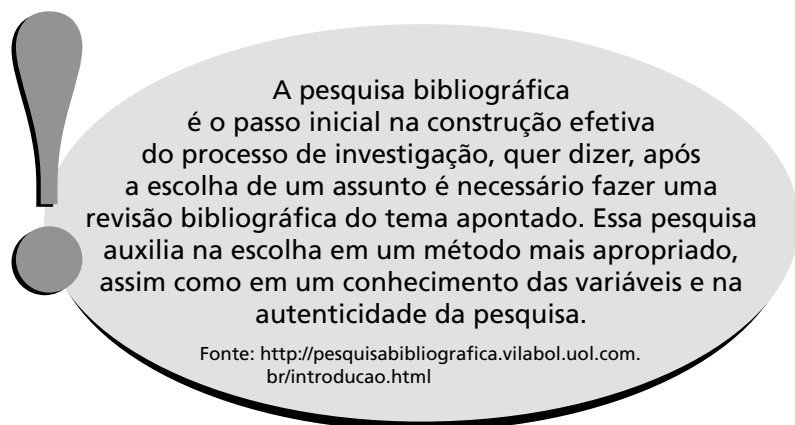 A pesquisa bibliográfica
é o passo inicial na construção efetiva
do processo de investigação, quer dizer, após
a escolha de um assunto é necessário fazer uma
revisão bibliográfica do tema apontado. Essa pesquisa
auxilia na escolha em um método mais apropriado,
assim como em um conhecimento das variáveis e na
autenticidade da pesquisa.
Fonte: http://pesquisabibliografica.vilabol.uol.com.
br/introducao.html